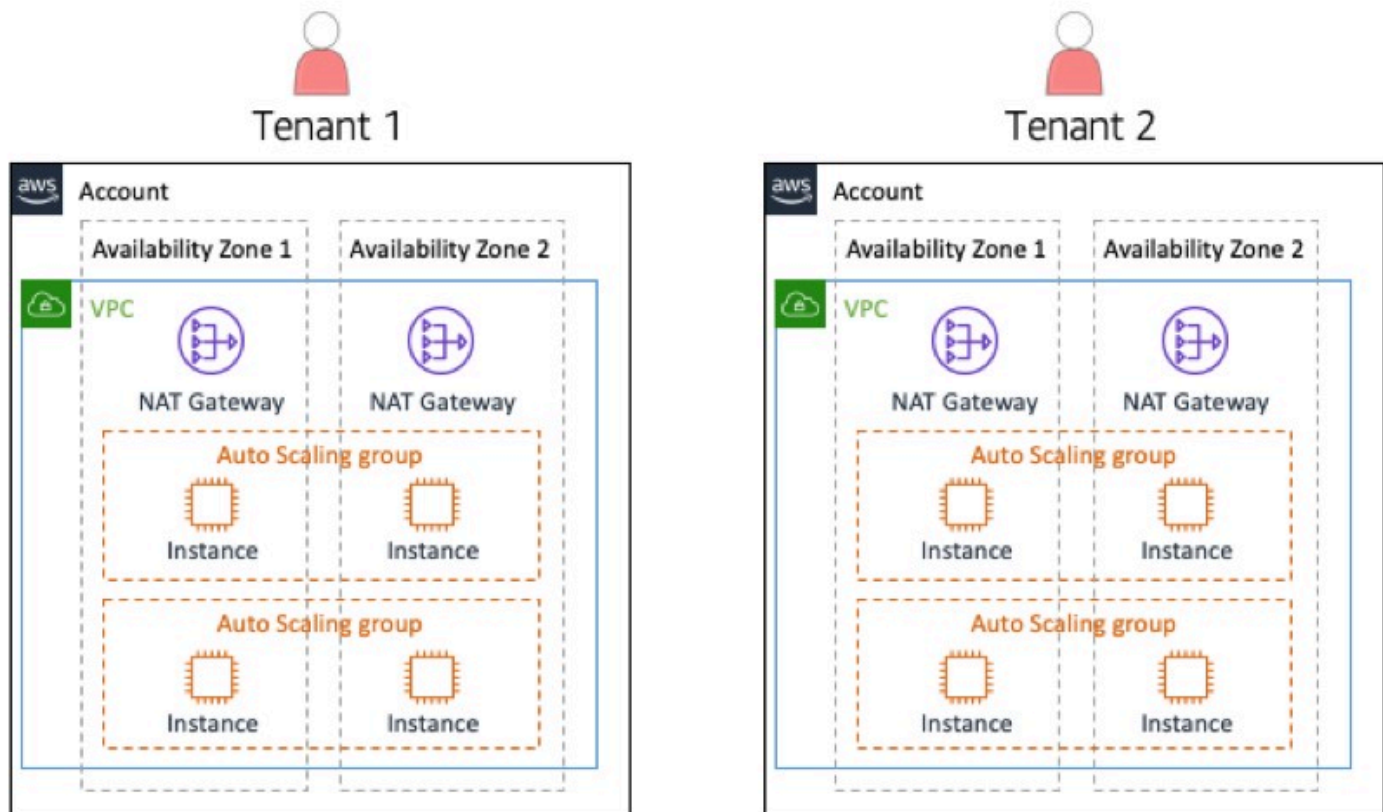 Tenant 1
aws
Account
Availability Zone 1
Availability Zone 2
VPC
NAT Gateway
NAT Gateway
Auto Scaling group
Instance
Instance
Auto Scaling group
Instance
Instance
Tenant 2
aws
Account
Availability Zone 1
Availability Zone 2
VPC
NAT Gateway
NAT Gateway
Auto Scaling group
Instance
Instance
Auto Scaling group
Instance
Instance